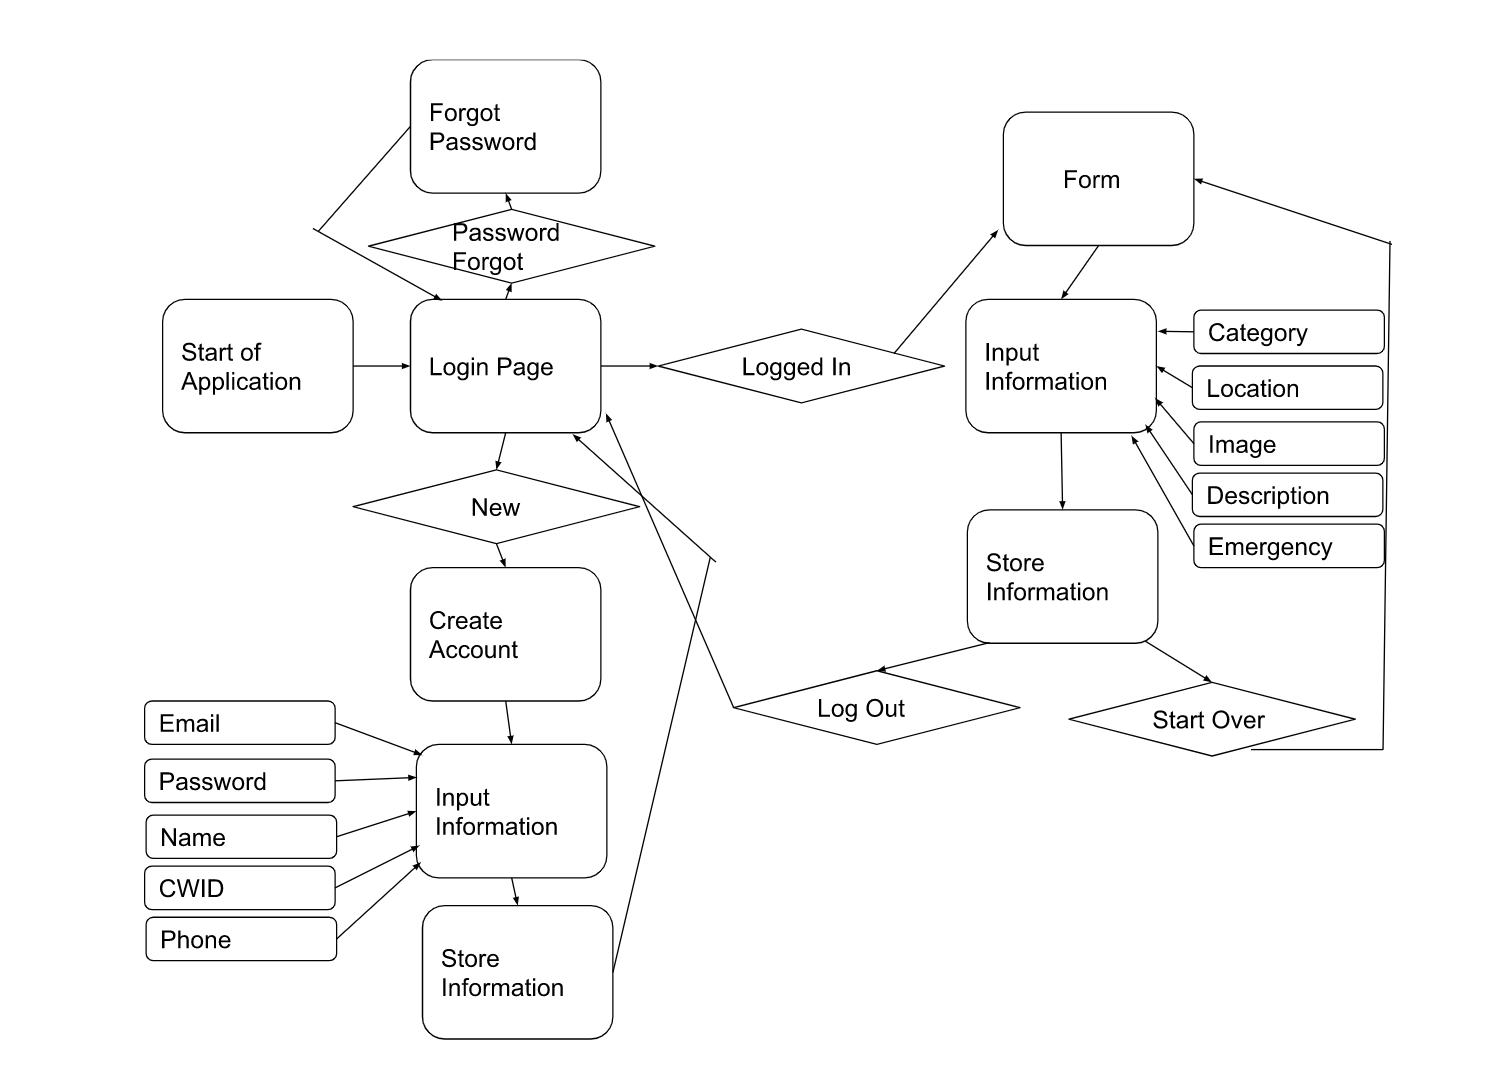 Forgot
Password
Password
Forgot
Start of
Application
Login Page
Logged In
New
Create
Account
Email
Password
Name
CWID
Phone
Input
Information
Store
Information
Form
Input
Information
Category
Location
Image
Description
Emergency
Store
Information
Log Out
Start Over